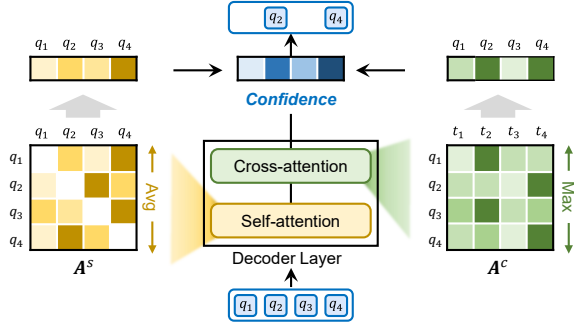 q2 q4
q1 q2 q3 q4
q1 q2 q3 q4
Confidence
q1 q2 q3 q4
t1 t2 t3 t4
q1
q2
q3
q4
Avg
A^S
Cross-attention
Self-attention
Decoder Layer
q1
q2
q3
q4
Max
A^C
q1 q2 q3 q4